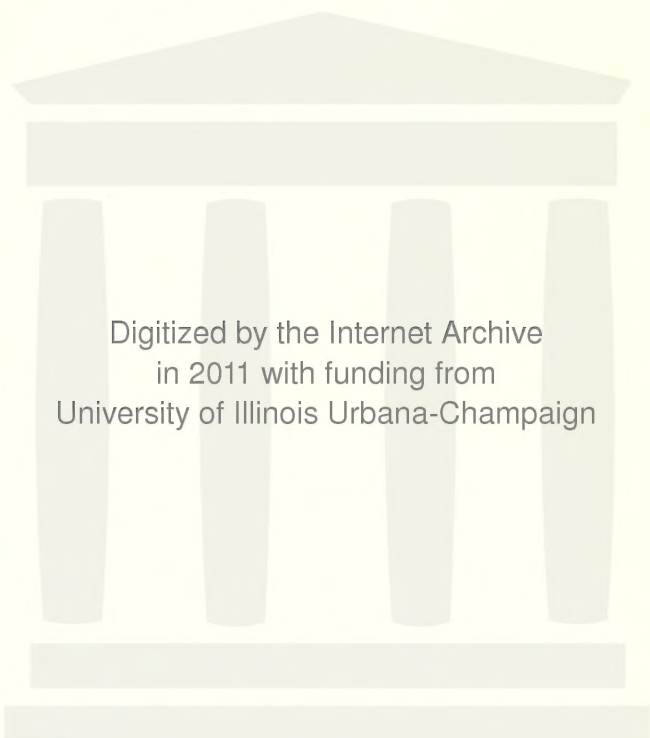 Digitized by the Internet Archive
in 2011 with funding from
University of Illinois Urbana-Champaign